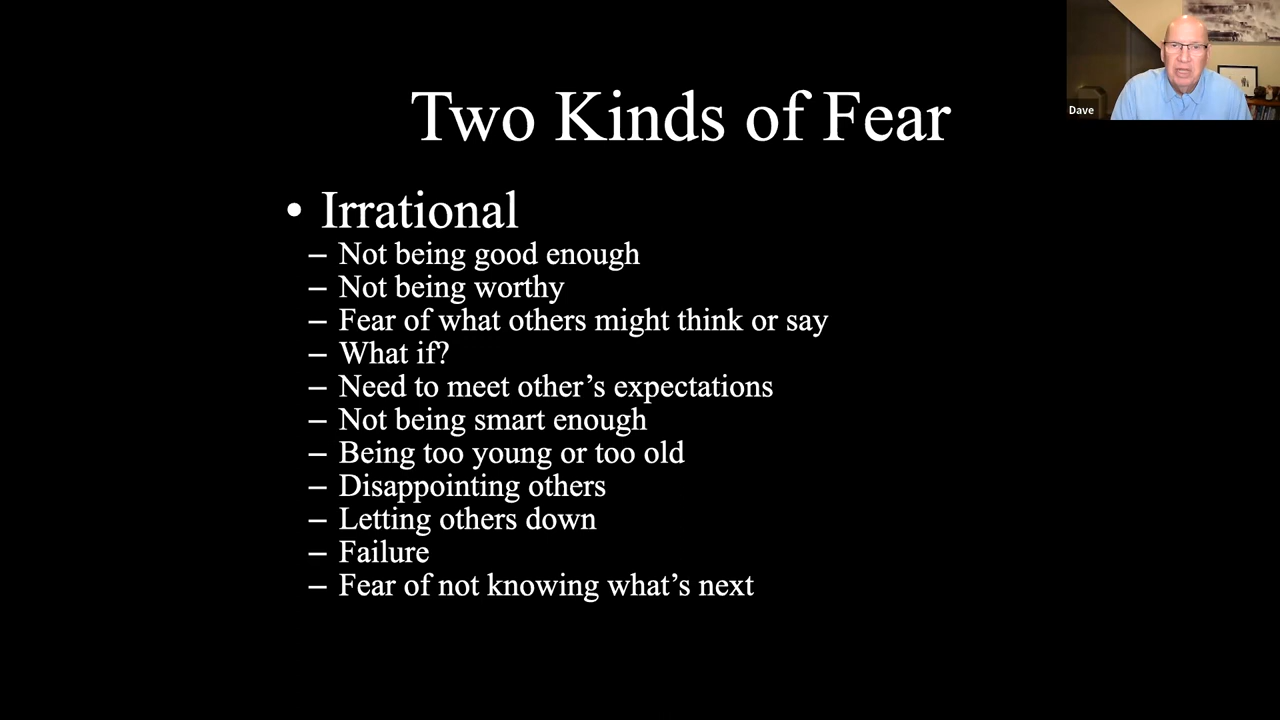 Two Kinds of Fear
• Irrational
– Not being good enough
– Not being worthy
– Fear of what others might think or say
– What if?
– Need to meet other’s expectations
– Not being smart enough
– Being too young or too old
– Disappointing others
– Letting others down
– Failure
– Fear of not knowing what’s next
Dave